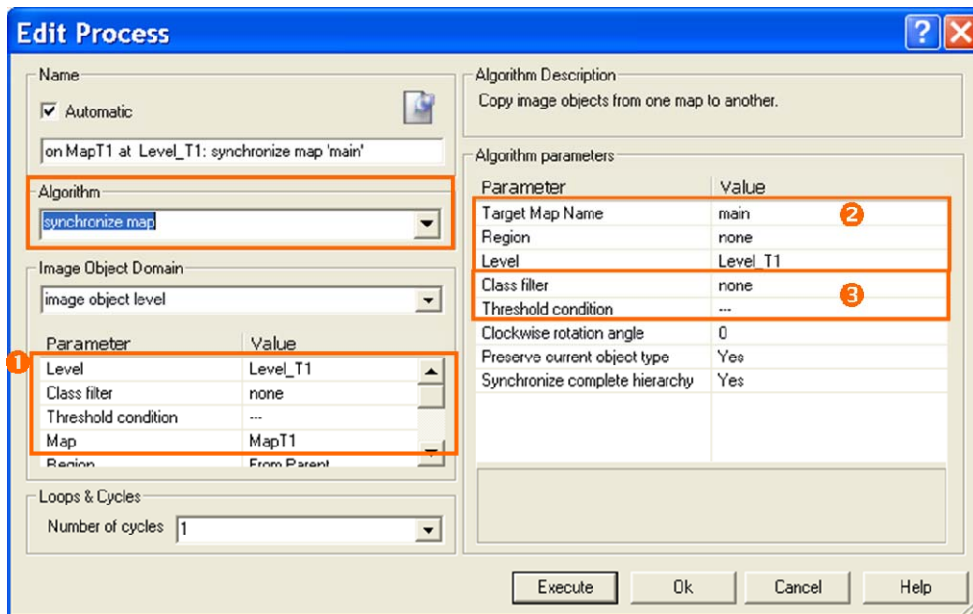 Edit Process
Name
Automatic
on MapT1 at Level_T1: synchronize map 'main'
Algorithm
synchronize map
Image Object Domain
image object level
Parameter Value
1
Level Level_T1
Class filter none
Threshold condition ---
Map MapT1
Region From Parent
Loops & Cycles
Number of cycles 1
Algorithm Description
Copy image objects from one map to another.
Algorithm parameters
Parameter Value
Target Map Name main 2
Region none
Level Level_T1
Class filter none 3
Threshold condition ---
Clockwise rotation angle 0
Preserve current object type Yes
Synchronize complete hierarchy Yes
Execute Ok Cancel Help